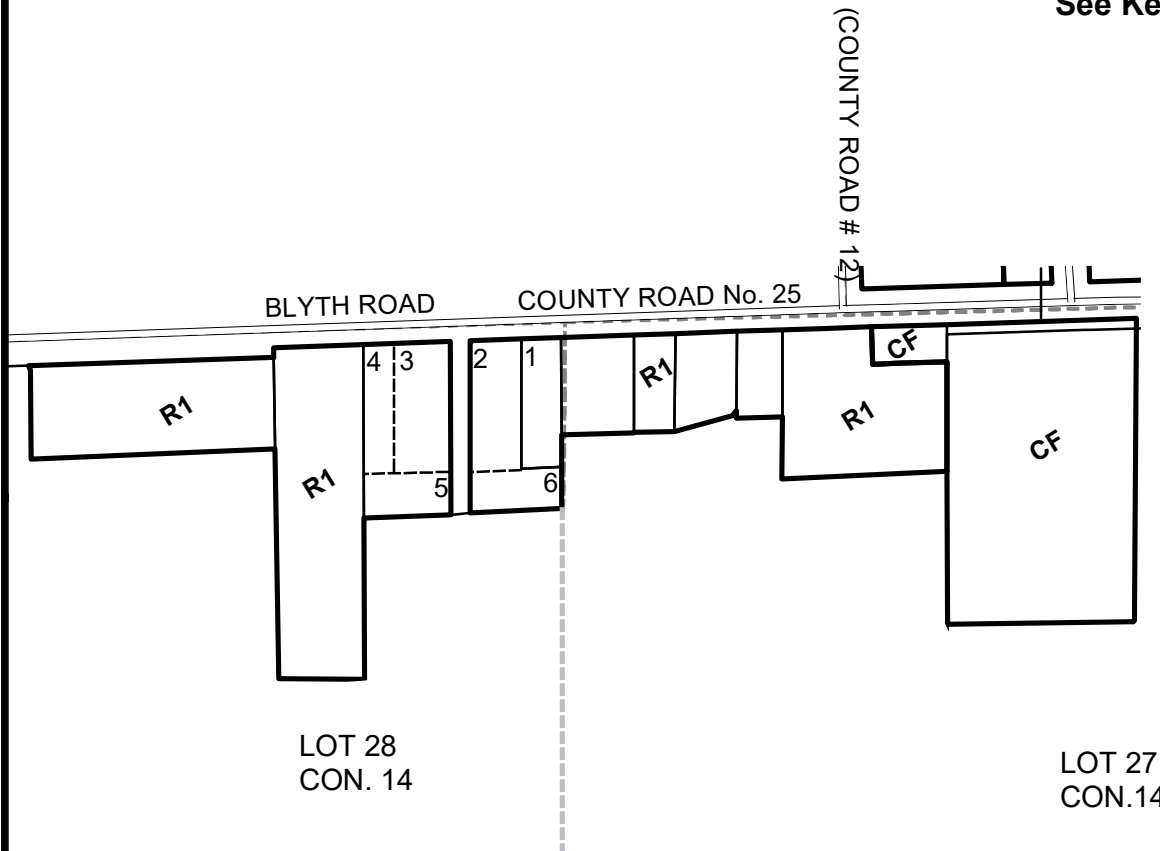 See Ke
(COUNTY ROAD # 12)
BLYTH ROAD
COUNTY ROAD No. 25
4
3
2
1
CF
R1
R1
R1
CF
R1
5
6
LOT 28
CON. 14
LOT 27
CON.14